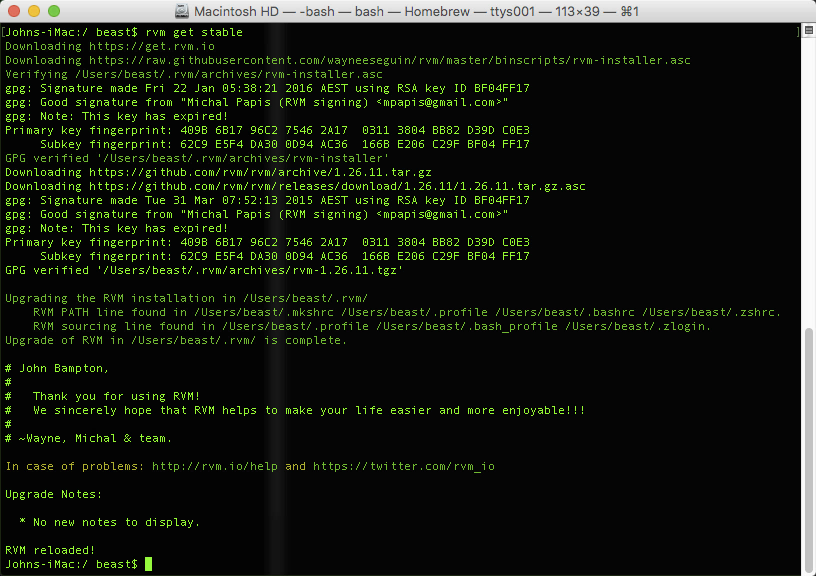 Macintosh HD — -bash — bash — Homebrew — ttys001 — 113×39 — ⌘1
[Johns-iMac:/ beast$ rvm get stable ]
Downloading https://get.rvm.io
Downloading https://raw.githubusercontent.com/wayneeseguin/rvm/master/binscripts/rvm-installer.asc
Verifying /Users/beast/.rvm/archives/rvm-installer.asc
gpg: Signature made Fri 22 Jan 05:38:21 2016 AEST using RSA key ID BF04FF17
gpg: Good signature from "Michal Papis (RVM signing) <mpapis@gmail.com>"
gpg: Note: This key has expired!
Primary key fingerprint: 409B 6B17 96C2 7546 2A17  0311 3804 BB82 D39D C0E3
     Subkey fingerprint: 62C9 E5F4 DA30 0D94 AC36  166B E206 C29F BF04 FF17
GPG verified '/Users/beast/.rvm/archives/rvm-installer'
Downloading https://github.com/rvm/rvm/archive/1.26.11.tar.gz
Downloading https://github.com/rvm/rvm/releases/download/1.26.11/1.26.11.tar.gz.asc
gpg: Signature made Tue 31 Mar 07:52:13 2015 AEST using RSA key ID BF04FF17
gpg: Good signature from "Michal Papis (RVM signing) <mpapis@gmail.com>"
gpg: Note: This key has expired!
Primary key fingerprint: 409B 6B17 96C2 7546 2A17  0311 3804 BB82 D39D C0E3
     Subkey fingerprint: 62C9 E5F4 DA30 0D94 AC36  166B E206 C29F BF04 FF17
GPG verified '/Users/beast/.rvm/archives/rvm-1.26.11.tgz'
Upgrading the RVM installation in /Users/beast/.rvm/
    RVM PATH line found in /Users/beast/.mkshrc /Users/beast/.profile /Users/beast/.bashrc /Users/beast/.zshrc.
    RVM sourcing line found in /Users/beast/.profile /Users/beast/.bash_profile /Users/beast/.zlogin.
Upgrade of RVM in /Users/beast/.rvm/ is complete.
# John Bampton,
#
#   Thank you for using RVM!
#   We sincerely hope that RVM helps to make your life easier and more enjoyable!!!
#
# ~Wayne, Michal & team.
In case of problems: http://rvm.io/help and https://twitter.com/rvm_io
Upgrade Notes:
  * No new notes to display.
RVM reloaded!
Johns-iMac:/ beast$